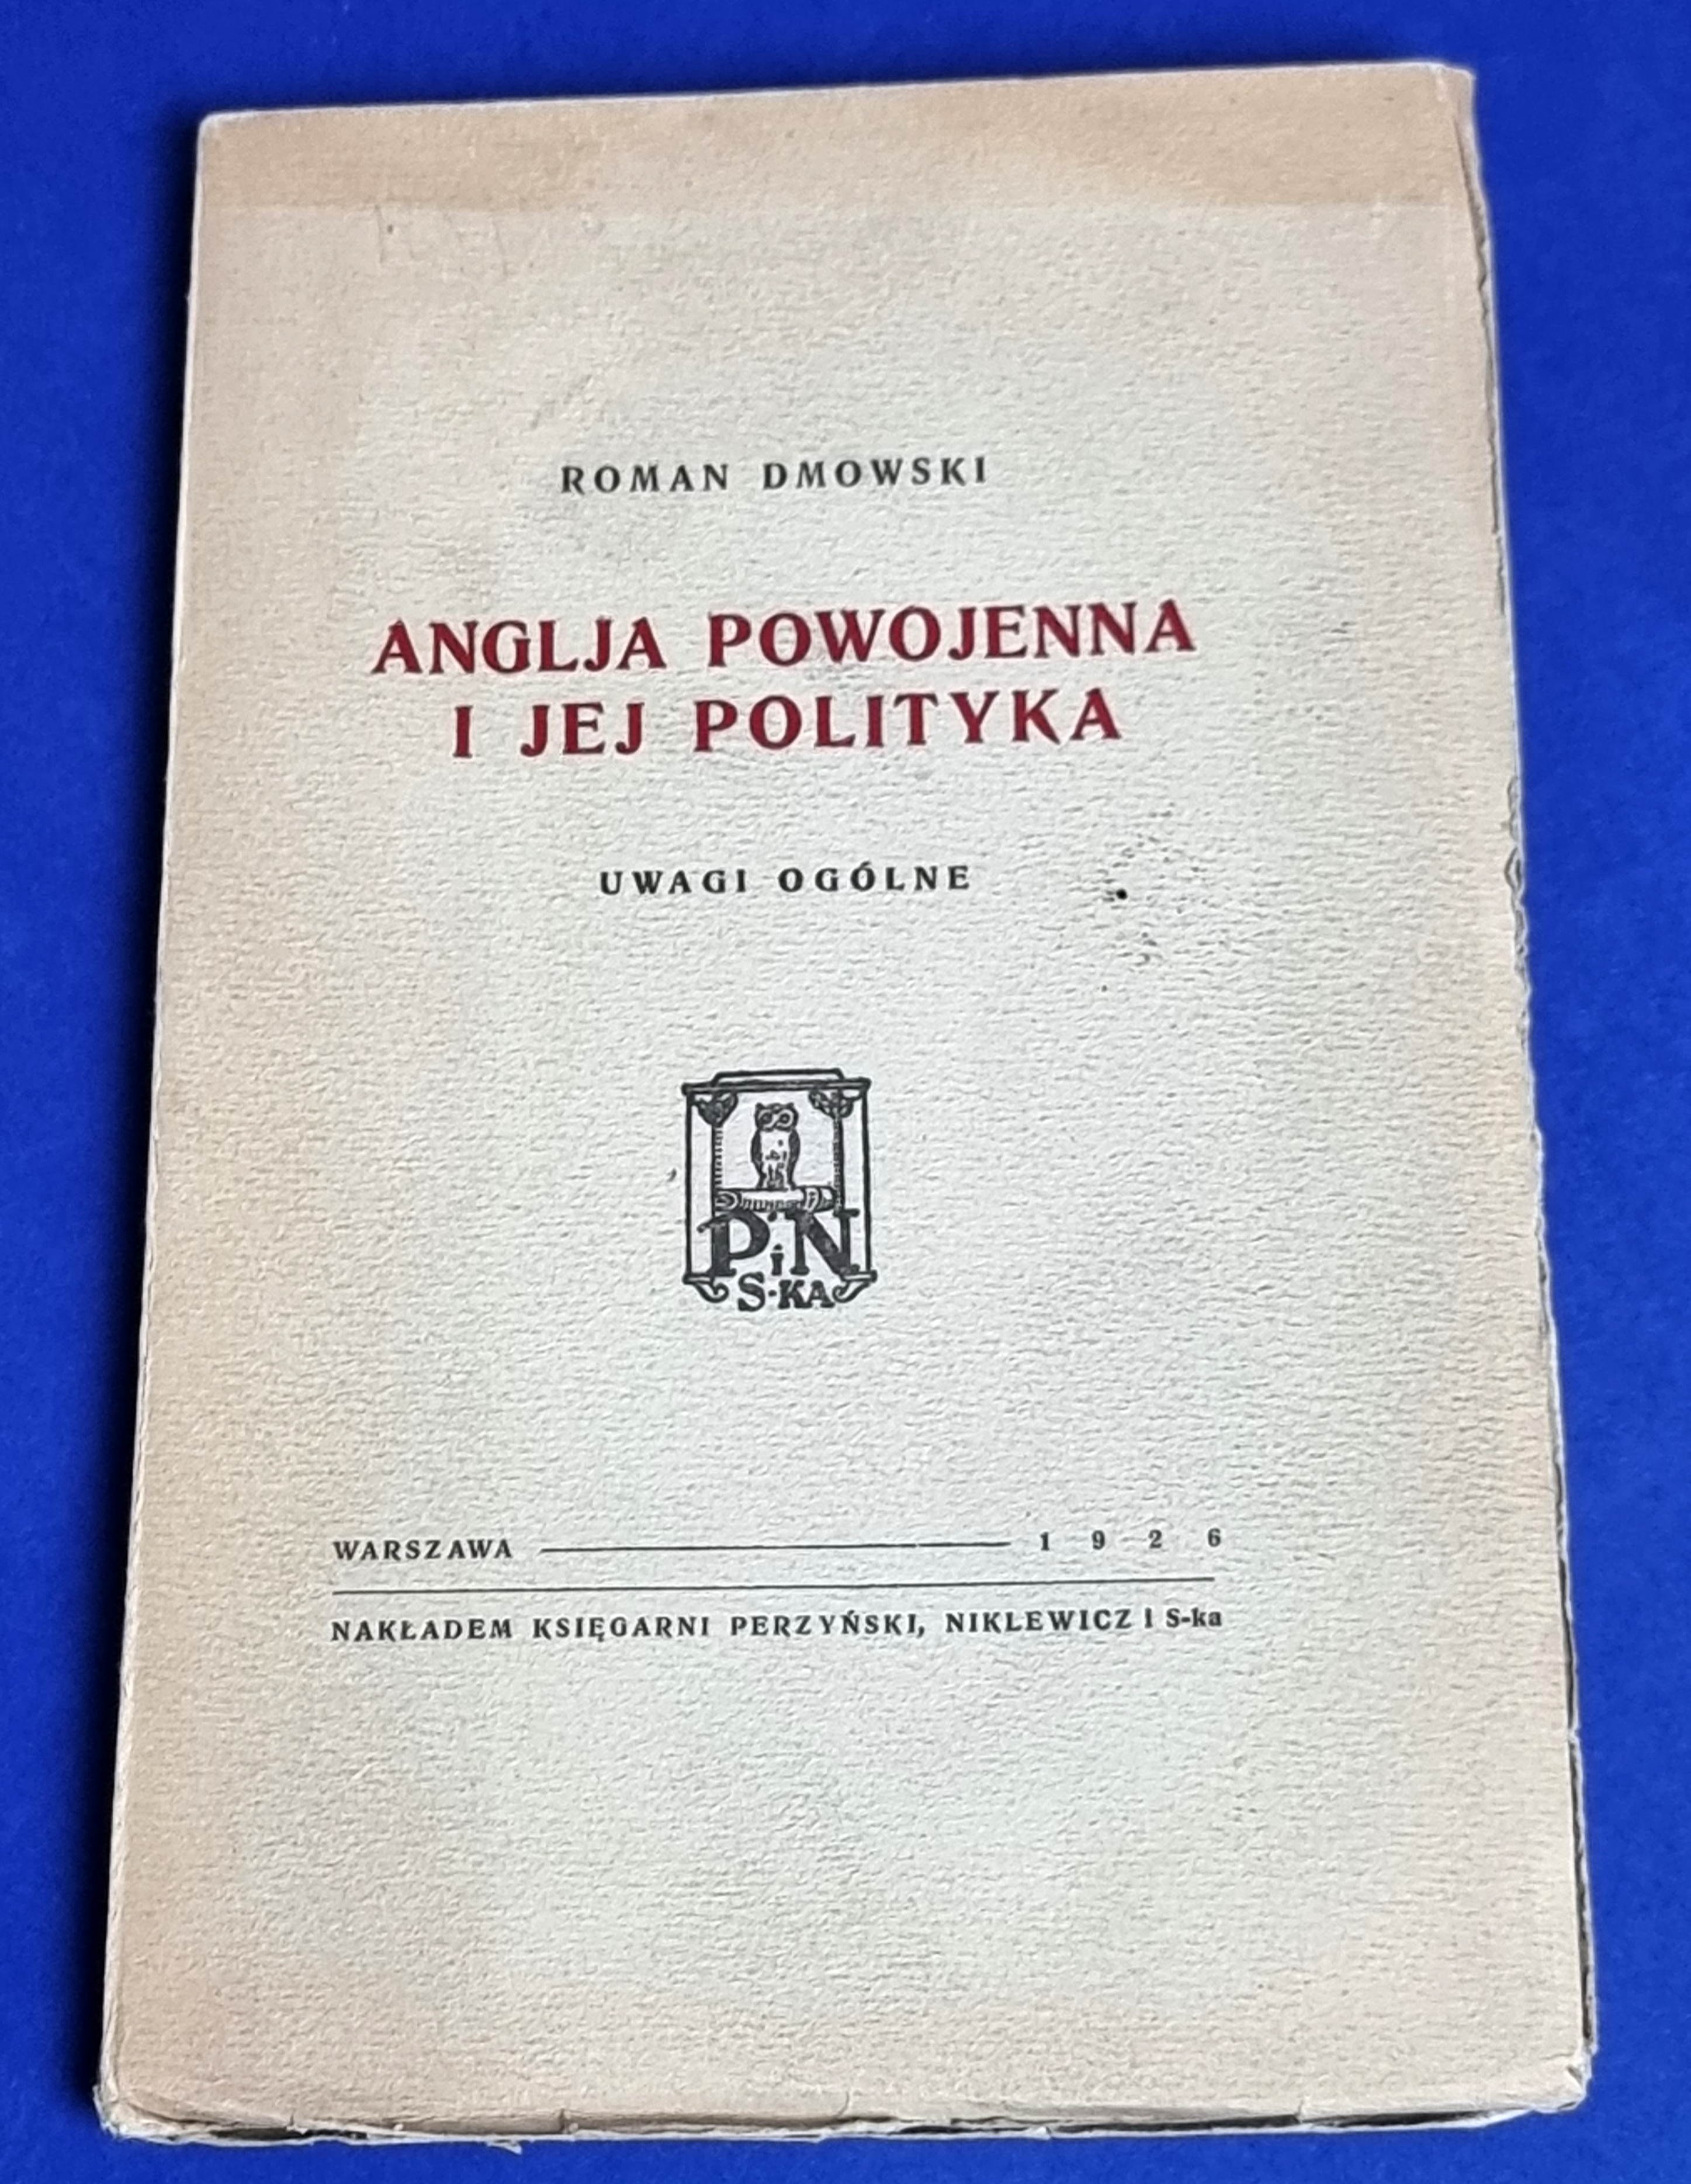 ROMAN DMOWSKI
ANGLJA POWOJENNA
I JEJ POLITYKA
UWAGI OGÓLNE
P i N
S-KA
WARSZAWA 1926
NAKŁADEM KSIĘGARNI PERZYŃSKI, NIKLEWICZ I S-ka